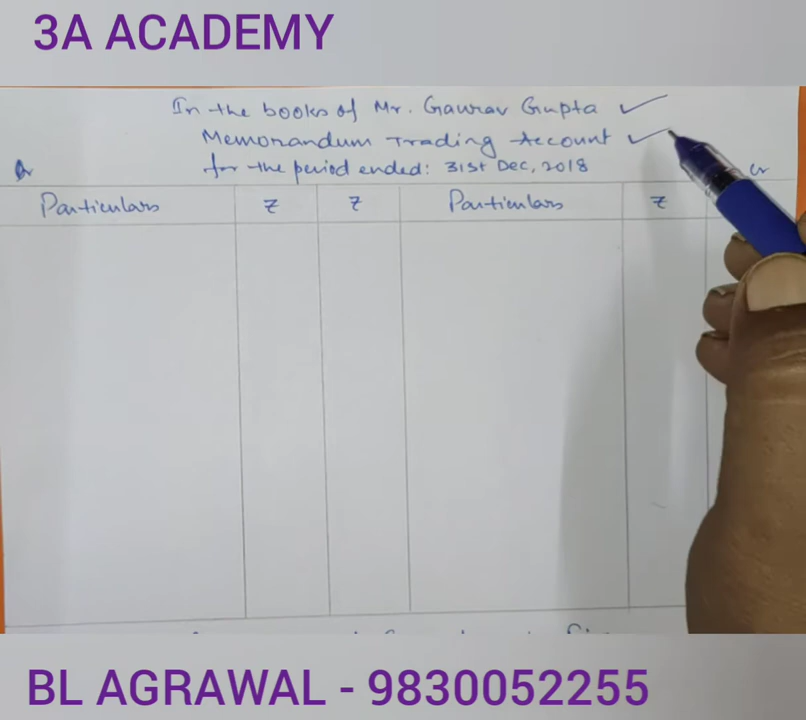 3A ACADEMY
In the books of Mr. Gaurav Gupta
Memorandum Trading Account
Dr for the period ended: 31st Dec, 2018 Cr
Particulars ₹ ₹ Particulars ₹
BL AGRAWAL - 9830052255